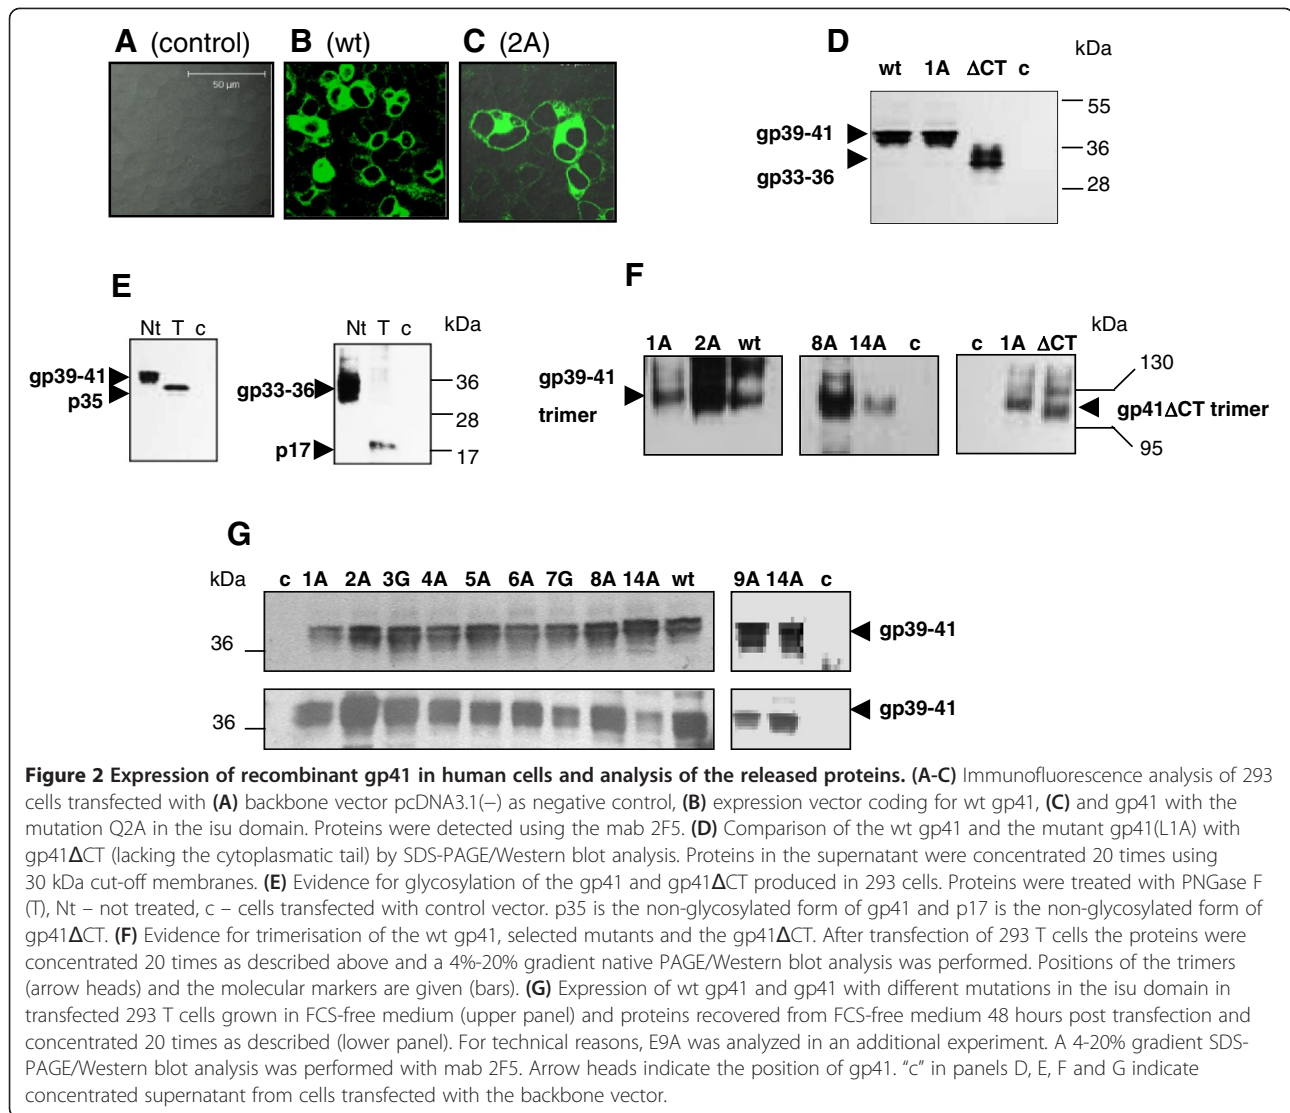 A (control)
B (wt)
C (2A)
50 µm
D
kDa
wt 1A ΔCT c
55
gp39-41
36
gp33-36
28
E
Nt T c
gp39-41
p35
Nt T c
kDa
gp33-36
36
28
p17
17
F
1A 2A wt
8A 14A c
c 1A ΔCT
kDa
130
gp39-41
trimer
gp41ΔCT trimer
95
G
kDa
c 1A 2A 3G 4A 5A 6A 7G 8A 14A wt
9A 14A c
36
gp39-41
36
gp39-41
Figure 2 Expression of recombinant gp41 in human cells and analysis of the released proteins. (A-C) Immunofluorescence analysis of 293
cells transfected with (A) backbone vector pcDNA3.1(−) as negative control, (B) expression vector coding for wt gp41, (C) and gp41 with the
mutation Q2A in the isu domain. Proteins were detected using the mab 2F5. (D) Comparison of the wt gp41 and the mutant gp41(L1A) with
gp41ΔCT (lacking the cytoplasmatic tail) by SDS-PAGE/Western blot analysis. Proteins in the supernatant were concentrated 20 times using
30 kDa cut-off membranes. (E) Evidence for glycosylation of the gp41 and gp41ΔCT produced in 293 cells. Proteins were treated with PNGase F
(T), Nt – not treated, c – cells transfected with control vector. p35 is the non-glycosylated form of gp41 and p17 is the non-glycosylated form of
gp41ΔCT. (F) Evidence for trimerisation of the wt gp41, selected mutants and the gp41ΔCT. After transfection of 293 T cells the proteins were
concentrated 20 times as described above and a 4%-20% gradient native PAGE/Western blot analysis was performed. Positions of the trimers
(arrow heads) and the molecular markers are given (bars). (G) Expression of wt gp41 and gp41 with different mutations in the isu domain in
transfected 293 T cells grown in FCS-free medium (upper panel) and proteins recovered from FCS-free medium 48 hours post transfection and
concentrated 20 times as described (lower panel). For technical reasons, E9A was analyzed in an additional experiment. A 4-20% gradient SDS-
PAGE/Western blot analysis was performed with mab 2F5. Arrow heads indicate the position of gp41. “c” in panels D, E, F and G indicate
concentrated supernatant from cells transfected with the backbone vector.